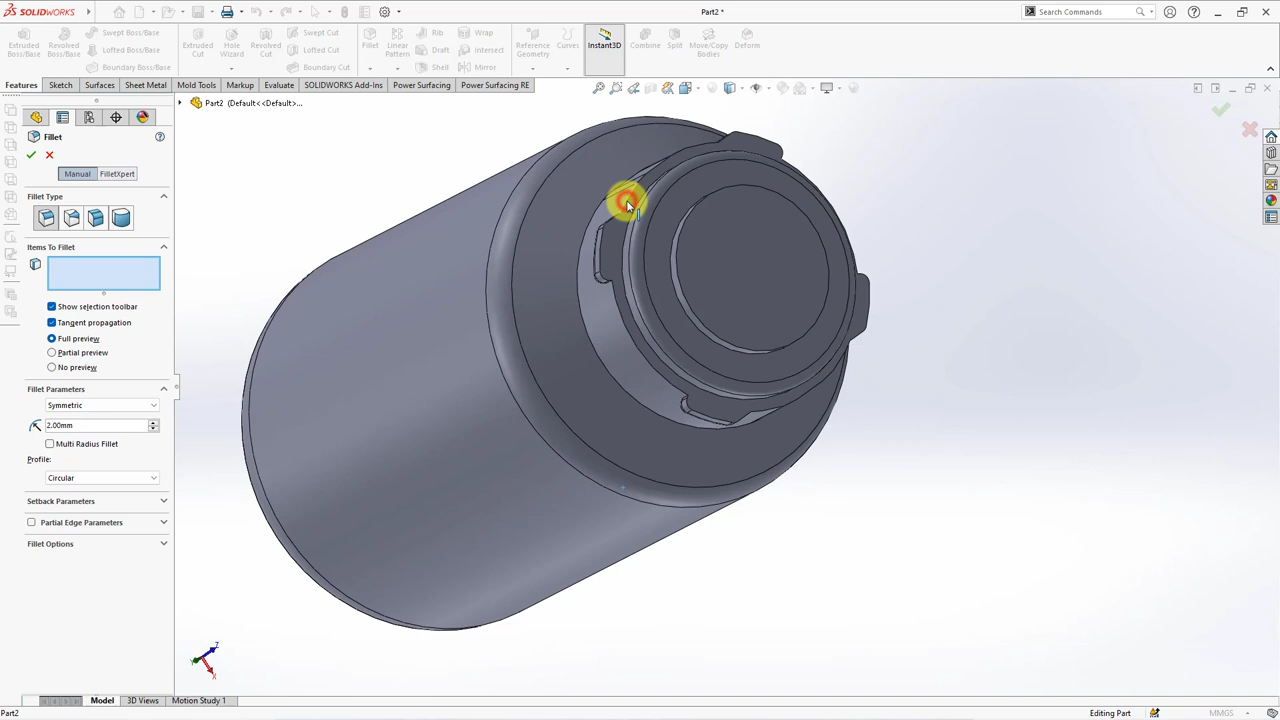 SOLIDWORKS
Part2 *
Search Commands
Extruded Boss/Base
Revolved Boss/Base
Swept Boss/Base
Lofted Boss/Base
Boundary Boss/Base
Extruded Cut
Hole Wizard
Revolved Cut
Swept Cut
Lofted Cut
Boundary Cut
Fillet
Linear Pattern
Rib
Draft
Shell
Wrap
Intersect
Mirror
Reference Geometry
Curves
Instant3D
Combine
Split
Move/Copy Bodies
Deform
Features
Sketch
Surfaces
Sheet Metal
Mold Tools
Markup
Evaluate
SOLIDWORKS Add-Ins
Power Surfacing
Power Surfacing RE
Part2 (Default<<Default>...
Fillet
Manual
FilletXpert
Fillet Type
Items To Fillet
Show selection toolbar
Tangent propagation
Full preview
Partial preview
No preview
Fillet Parameters
Symmetric
2.00mm
Multi Radius Fillet
Profile:
Circular
Setback Parameters
Partial Edge Parameters
Fillet Options
Z
Y
X
Model
3D Views
Motion Study 1
Part2
Editing Part
MMGS